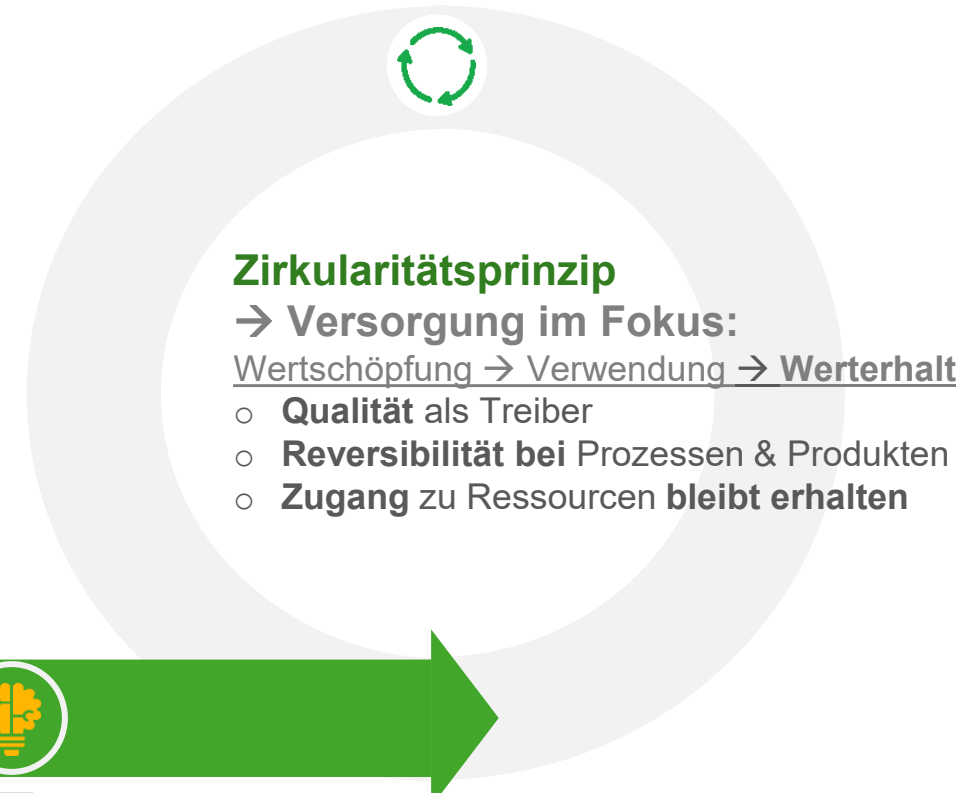 Zirkularitätsprinzip
→ Versorgung im Fokus:
Wertschöpfung → Verwendung → Werterhalt
o Qualität als Treiber
o Reversibilität bei Prozessen & Produkten
o Zugang zu Ressourcen bleibt erhalten